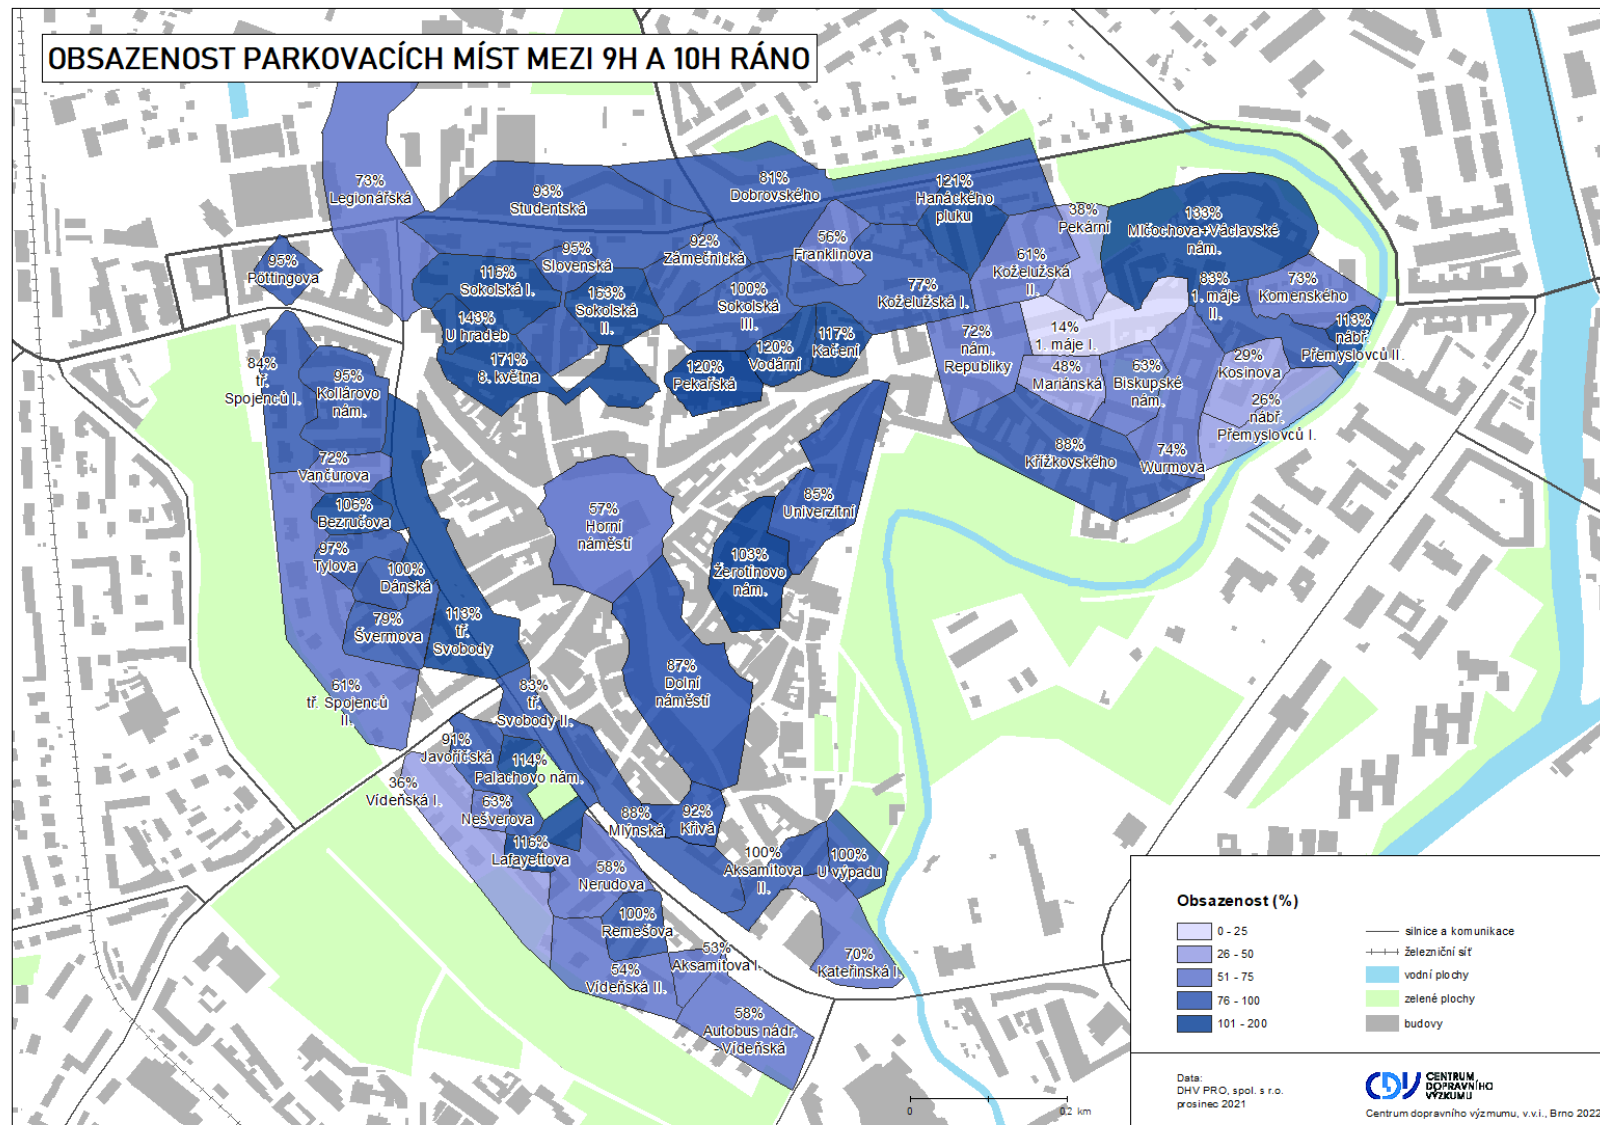 OBSAZENOST PARKOVACÍCH MÍST MEZI 9H A 10H RÁNO
73%
Legionářská
93%
Studentská
81%
Dobrovského
121%
Hanáckého
pluku
38%
Pekární
133%
Mlčochova+Václavské
nám.
95%
Pöttingova
116%
Sokolská I.
95%
Slovenská
92%
Zámečnická
56%
Franklinova
61%
Koželužská
II.
83%
1. máje
II.
73%
Komenského
143%
U hradeb
163%
Sokolská
II.
100%
Sokolská
III.
77%
Koželužská I.
113%
nábř.
Přemyslovců II.
171%
8. května
120%
Pekařská
120%
Vodární
117%
Kačení
72%
nám.
Republiky
14%
1. máje I.
48%
Mariánská
63%
Biskupské
nám.
29%
Kosinova
26%
nábř.
Přemyslovců I.
84%
tř.
Spojenců I.
95%
Kollárovo
nám.
88%
Křížkovského
74%
Wurmova
72%
Vančurova
106%
Bezručova
57%
Horní
náměstí
85%
Univerzitní
97%
Tylova
100%
Dánská
103%
Žerotínovo
nám.
79%
Švermova
113%
tř.
Svobody
61%
tř. Spojenců
II.
83%
tř.
Svobody II.
87%
Dolní
náměstí
91%
Javoříčská
114%
Palachovo nám.
36%
Vídeňská I.
63%
Nešverova
88%
Mlýnská
92%
Křivá
116%
Lafayettova
58%
Nerudova
100%
Aksamitova
II.
100%
U výpadu
100%
Remešova
53%
Aksamitova I.
54%
Vídeňská II.
70%
Kateřinská I.
58%
Autobus nádr.
- Vídeňská
Obsazenost (%)
0 - 25
26 - 50
51 - 75
76 - 100
101 - 200
silnice a komunikace
železniční síť
vodní plochy
zelené plochy
budovy
0
0,2 km
Data:
DHV PRO, spol. s r.o.
prosinec 2021
CDV
CENTRUM
DOPRAVNÍHO
VÝZKUMU
Centrum dopravního výzmumu, v.v.i., Brno 2022